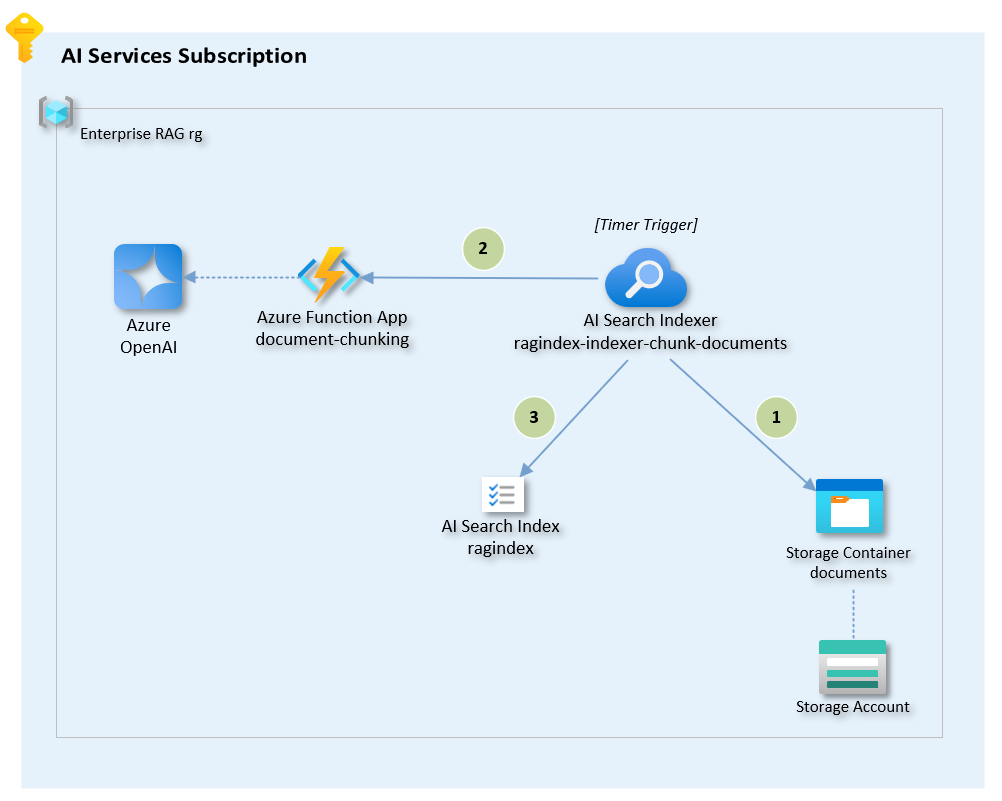 AI Services Subscription
Enterprise RAG rg
[Timer Trigger]
2
Azure
OpenAI
Azure Function App
document-chunking
AI Search Indexer
ragindex-indexer-chunk-documents
3
1
AI Search Index
ragindex
Storage Container
documents
Storage Account